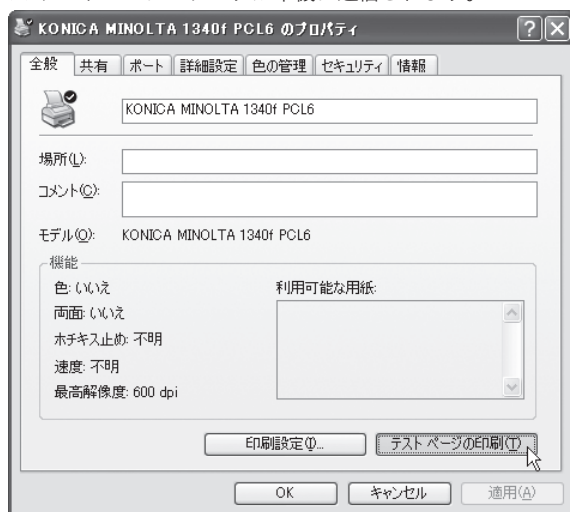 KONICA MINOLTA 1340f PCL6 のプロパティ
全般 共有 ポート 詳細設定 色の管理 セキュリティ 情報
KONICA MINOLTA 1340f PCL6
場所(L):
コメント(C):
モデル(O): KONICA MINOLTA 1340f PCL6
機能
色: いいえ 利用可能な用紙:
両面: いいえ
ホチキス止め: 不明
速度: 不明
最高解像度: 600 dpi
印刷設定(I)... テスト ページの印刷(T)
OK キャンセル 適用(A)